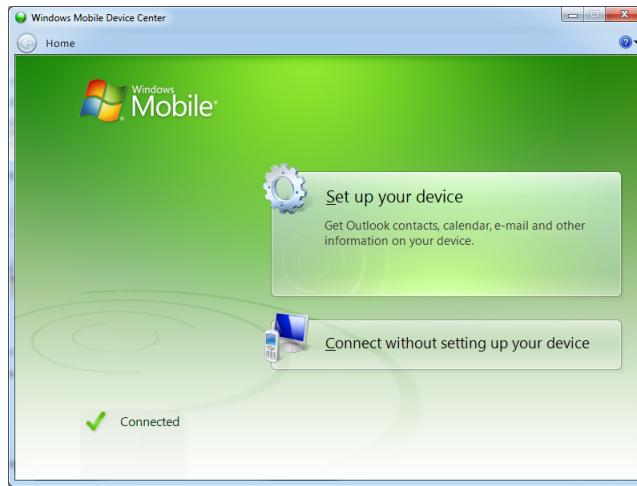 Windows Mobile Device Center
Home
Windows
Mobile
Set up your device
Get Outlook contacts, calendar, e-mail and other
information on your device.
Connect without setting up your device
Connected